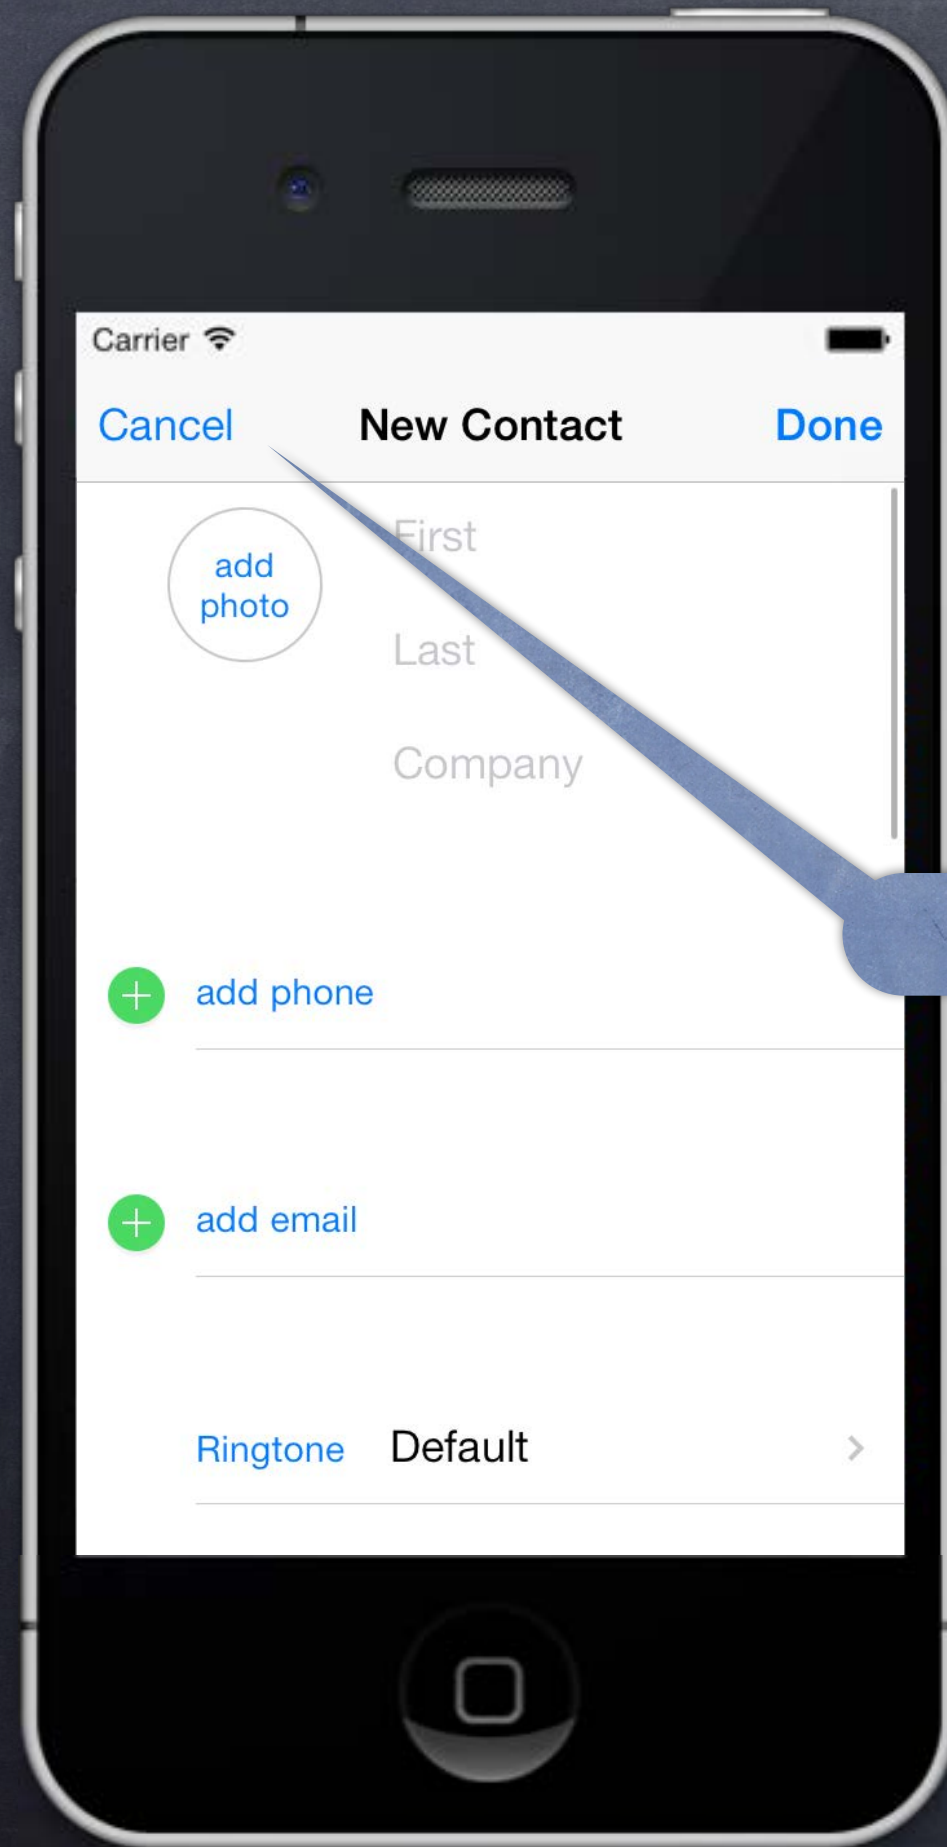 Carrier
Cancel New Contact Done
add
photo
First
Last
Company
add phone
add email
Ringtone Default